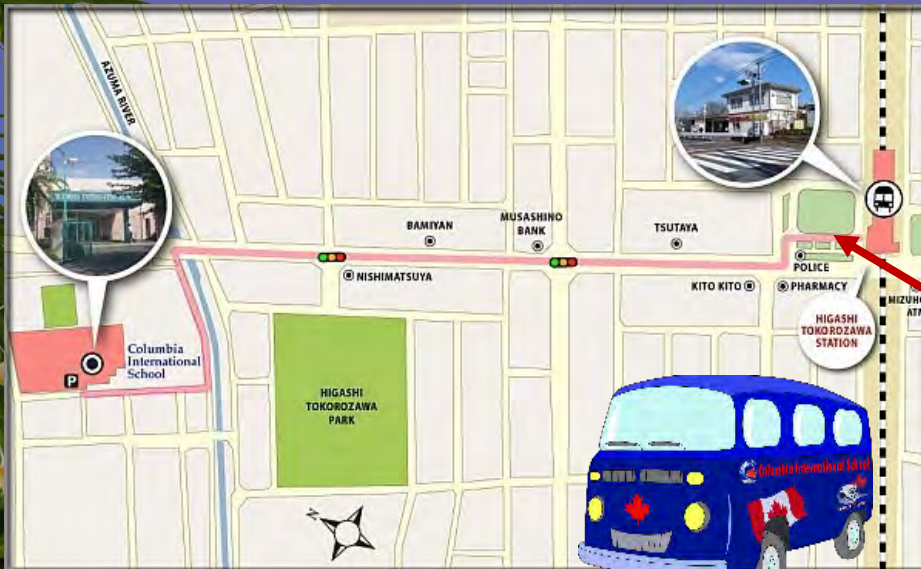 AZUMA RIVER
BAMIYAN
MUSASHINO
BANK
TSUTAYA
NISHIMATSUYA
KITO KITO
POLICE
PHARMACY
HIGASHI
TOKOROZAWA
STATION
Columbia
International
School
P
HIGASHI
TOKOROZAWA
PARK
N
Columbia International School